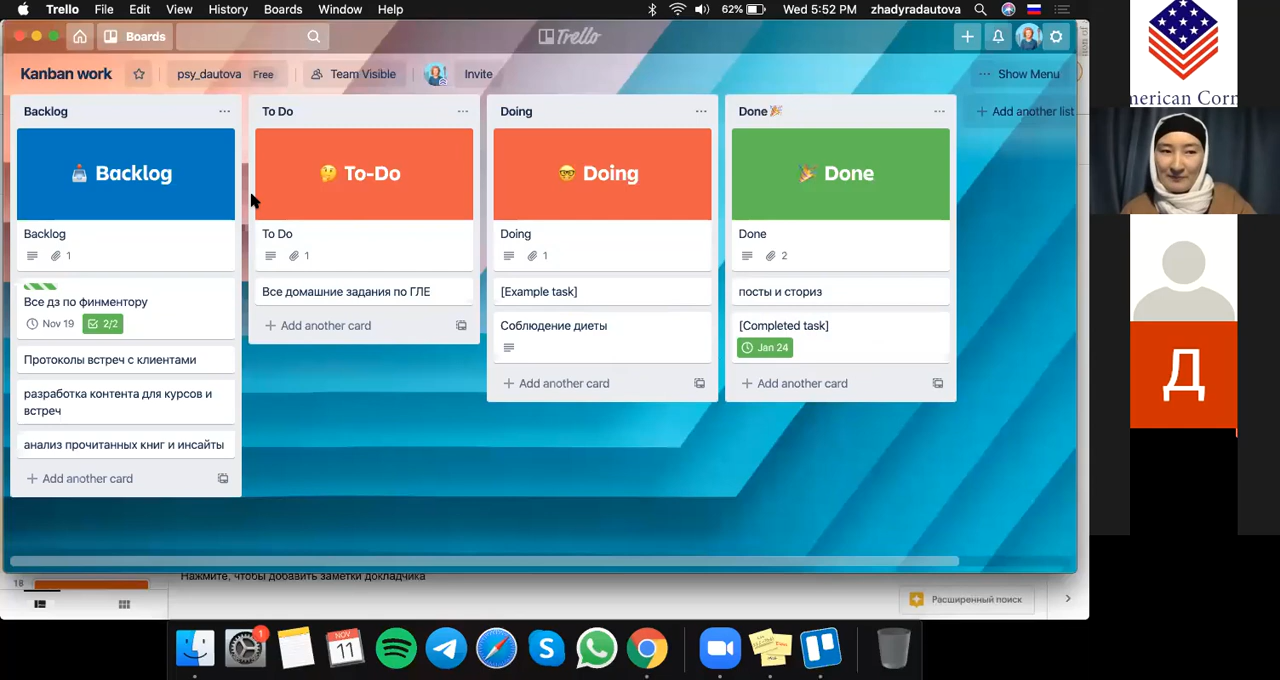 Trello File Edit View History Boards Window Help 62% Wed 5:52 PM zhadyradautova
Boards Trello
Kanban work psy_dautova Free Team Visible Invite ... Show Menu
Backlog ...
Backlog
Backlog
1
Все дз по финментору
Nov 19 2/2
Протоколы встреч с клиентами
разработка контента для курсов и
встреч
анализ прочитанных книг и инсайты
+ Add another card
To Do ...
To-Do
To Do
1
Все домашние задания по ГЛЕ
+ Add another card
Doing ...
Doing
Doing
1
[Example task]
Соблюдение диеты
+ Add another card
Done ...
Done
Done
2
посты и сториз
[Completed task]
Jan 24
+ Add another card
+ Add another list
18
Нажмите, чтобы добавить заметки докладчика
Расширенный поиск
1
NOV
11
merican Corn
Д